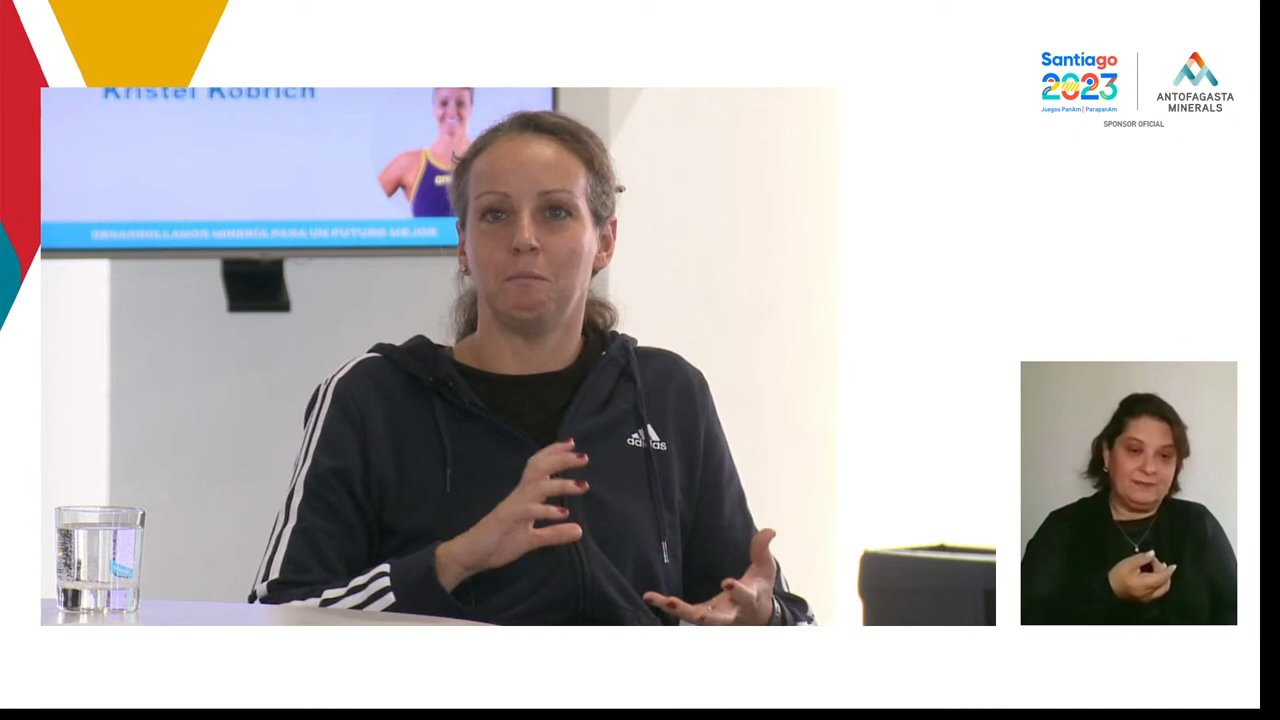 Santiago
2023
Juegos PanAm | ParapanAm
ANTOFAGASTA
MINERALS
SPONSOR OFICIAL
Kristel Köbrich
DESARROLLAMOS MINERÍA PARA UN FUTURO MEJOR
adidas